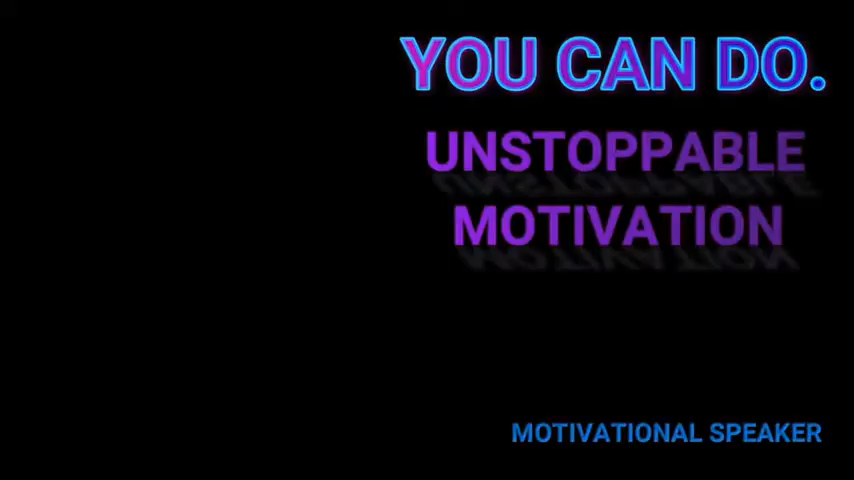 YOU CAN DO.
UNSTOPPABLE
MOTIVATION
MOTIVATIONAL SPEAKER